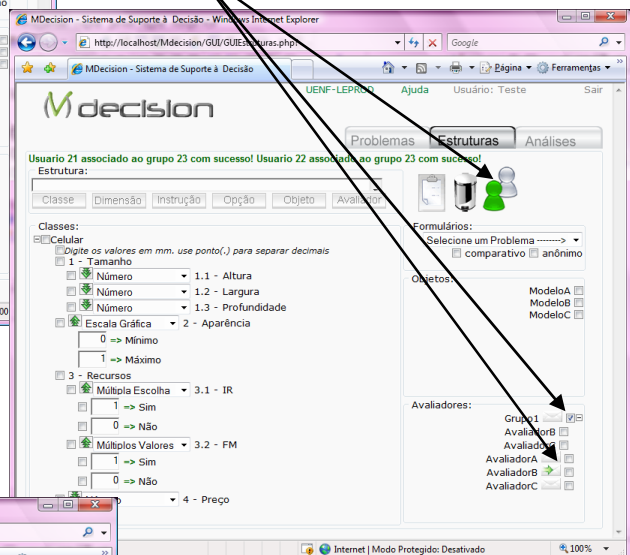 MDecision - Sistema de Suporte à Decisão - Windows Internet Explorer
http://localhost/Mdecision/GUI/GUIEstruturas.php?
Google
MDecision - Sistema de Suporte à Decisão
Página
Ferramentas
UENF-LEPROD Ajuda Usuário: Teste Sair
Mdecision
Problemas Estruturas Análises
Usuario 21 associado ao grupo 23 com sucesso! Usuario 22 associado ao grupo 23 com sucesso!
Estrutura:
Classe Dimensão Instrução Opção Objeto Avaliador
Classes:
Celular
Digite os valores em mm. use ponto(.) para separar decimais
1 - Tamanho
Número 1.1 - Altura
Número 1.2 - Largura
Número 1.3 - Profundidade
Escala Gráfica 2 - Aparência
0 => Mínimo
1 => Máximo
3 - Recursos
Múltipla Escolha 3.1 - IR
1 => Sim
0 => Não
Múltiplos Valores 3.2 - FM
1 => Sim
0 => Não
4 - Preço
Formulários:
Selecione um Problema -------->
comparativo anônimo
Objetos:
ModeloA
ModeloB
ModeloC
Avaliadores:
Grupo1
AvaliadorB
AvaliadorC
AvaliadorA
AvaliadorB
AvaliadorC
Internet | Modo Protegido: Desativado
100%